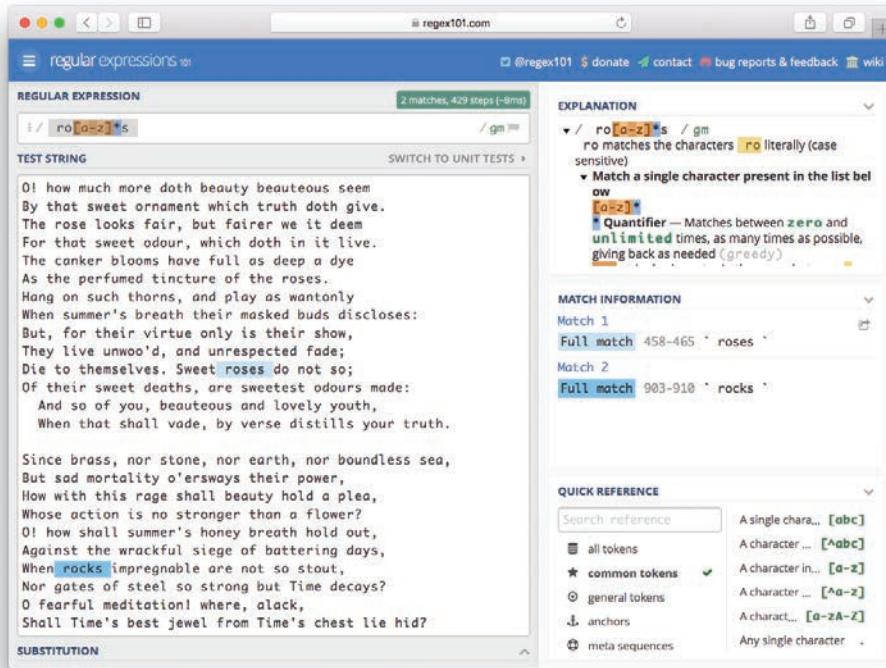 regex101.com
regular expressions 101
@regex101 $ donate contact bug reports & feedback wiki
REGULAR EXPRESSION
2 matches, 429 steps (~8ms)
/ ro[a-z]*s / gm
TEST STRING
SWITCH TO UNIT TESTS
O! how much more doth beauty beauteous seem
By that sweet ornament which truth doth give.
The rose looks fair, but fairer we it deem
For that sweet odour, which doth in it live.
The canker blooms have full as deep a dye
As the perfumed tincture of the roses.
Hang on such thorns, and play as wantonly
When summer's breath their masked buds discloses:
But, for their virtue only is their show,
They live unwoo'd, and unrespected fade;
Die to themselves. Sweet roses do not so;
Of their sweet deaths, are sweetest odours made:
And so of you, beauteous and lovely youth,
When that shall vade, by verse distills your truth.
Since brass, nor stone, nor earth, nor boundless sea,
But sad mortality o'ersways their power,
How with this rage shall beauty hold a plea,
Whose action is no stronger than a flower?
O! how shall summer's honey breath hold out,
Against the wrackful siege of battering days,
When rocks impregnable are not so stout,
Nor gates of steel so strong but Time decays?
O fearful meditation! where, alack,
Shall Time's best jewel from Time's chest lie hid?
SUBSTITUTION
EXPLANATION
/ ro[a-z]*s / gm
ro matches the characters ro literally (case
sensitive)
Match a single character present in the list bel
ow
[a-z]*
* Quantifier — Matches between zero and
unlimited times, as many times as possible,
giving back as needed (greedy)
MATCH INFORMATION
Match 1
Full match 458-465 ` roses `
Match 2
Full match 903-910 ` rocks `
QUICK REFERENCE
Search reference
all tokens
common tokens
general tokens
anchors
meta sequences
A single chara... [abc]
A character ... [^abc]
A character in... [a-z]
A character ... [^a-z]
A charact... [a-zA-Z]
Any single character .